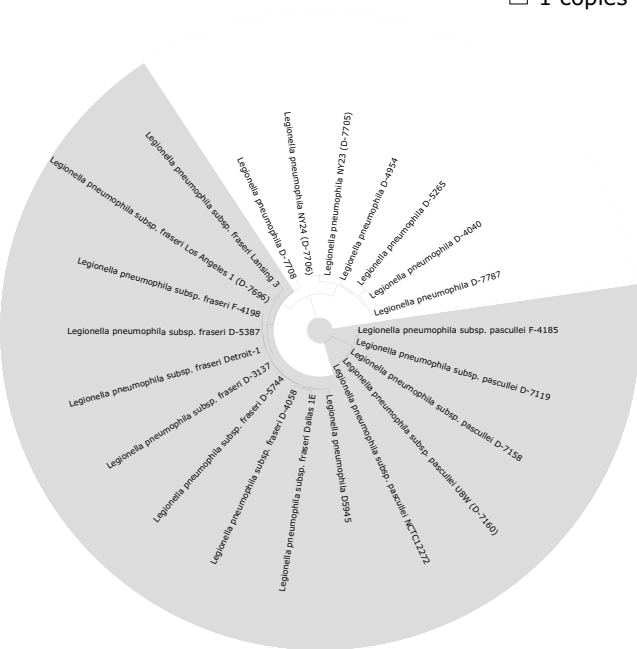 1 copies
Legionella pneumophila D-7708
Legionella pneumophila NY24 (D-7706)
Legionella pneumophila NY23 (D-7705)
Legionella pneumophila D-4954
Legionella pneumophila D-5265
Legionella pneumophila D-4040
Legionella pneumophila D-7787
Legionella pneumophila subsp. pascullei F-4185
Legionella pneumophila subsp. pascullei D-7119
Legionella pneumophila subsp. pascullei D-7158
Legionella pneumophila subsp. pascullei U8W (D-7160)
Legionella pneumophila subsp. pascullei NCTC12272
Legionella pneumophila D5945
Legionella pneumophila subsp. fraseri Dallas 1E
Legionella pneumophila subsp. fraseri D-4058
Legionella pneumophila subsp. fraseri D-5744
Legionella pneumophila subsp. fraseri D-3137
Legionella pneumophila subsp. fraseri Detroit-1
Legionella pneumophila subsp. fraseri D-5387
Legionella pneumophila subsp. fraseri F-4198
Legionella pneumophila subsp. fraseri Los Angeles 1 (D-7696)
Legionella pneumophila subsp. fraseri Lansing 3